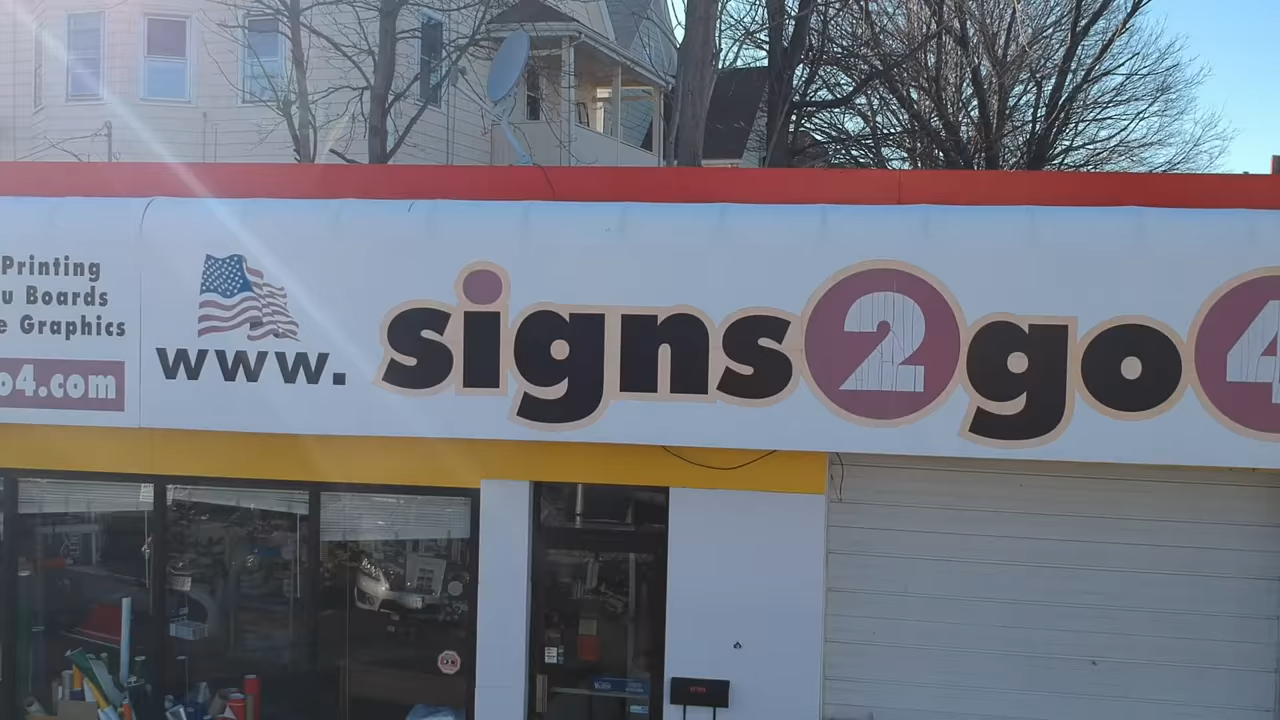 Printing
u Boards
e Graphics
o4.com
www.
signs2go4